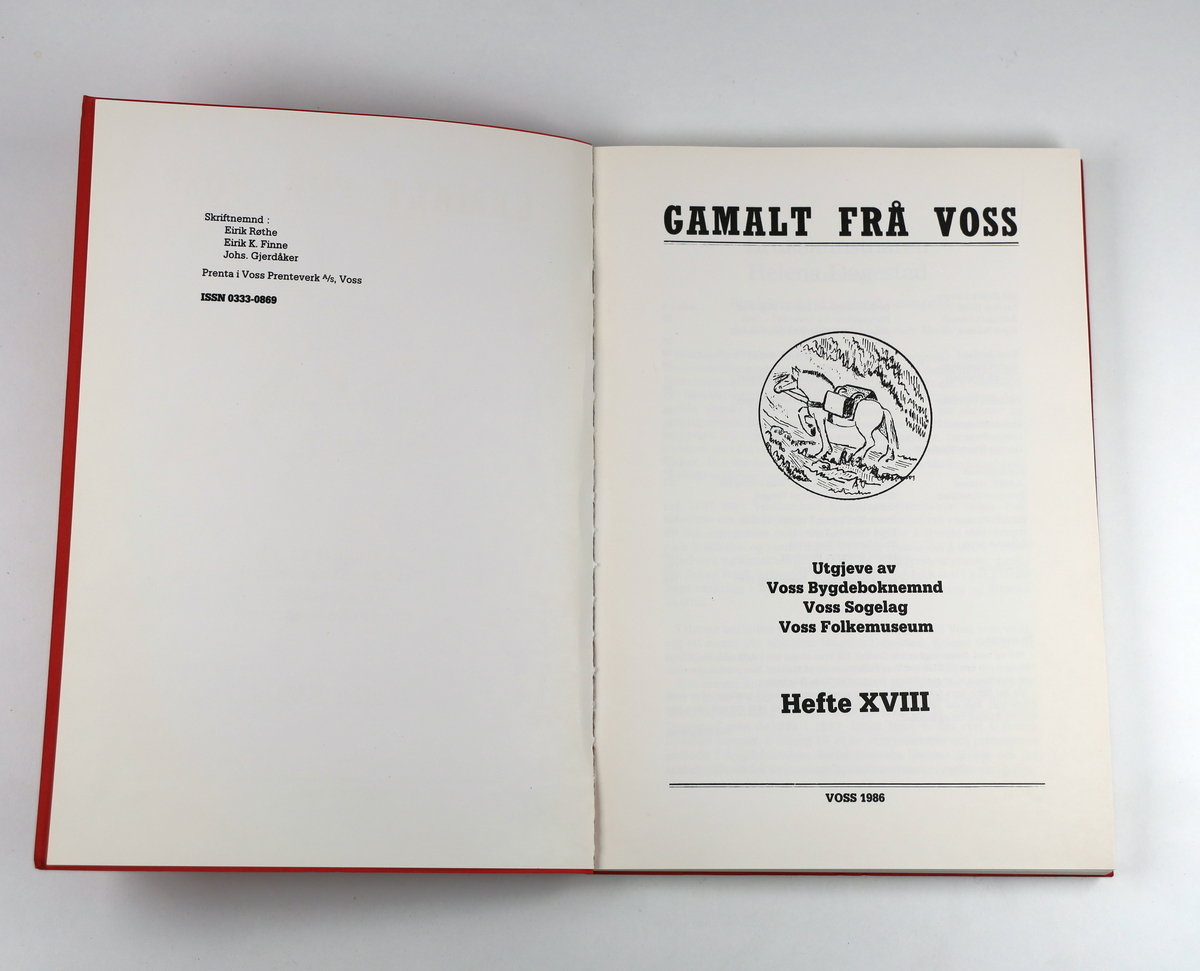 Skriftnemnd :
Eirik Røthe
Eirik K. Finne
Johs. Gjerdåker
Prenta i Voss Prenteverk A/s, Voss
ISSN 0333-0869
GAMALT FRÅ VOSS
Utgjeve av
Voss Bygdeboknemnd
Voss Sogelag
Voss Folkemuseum
Hefte XVIII
VOSS 1986